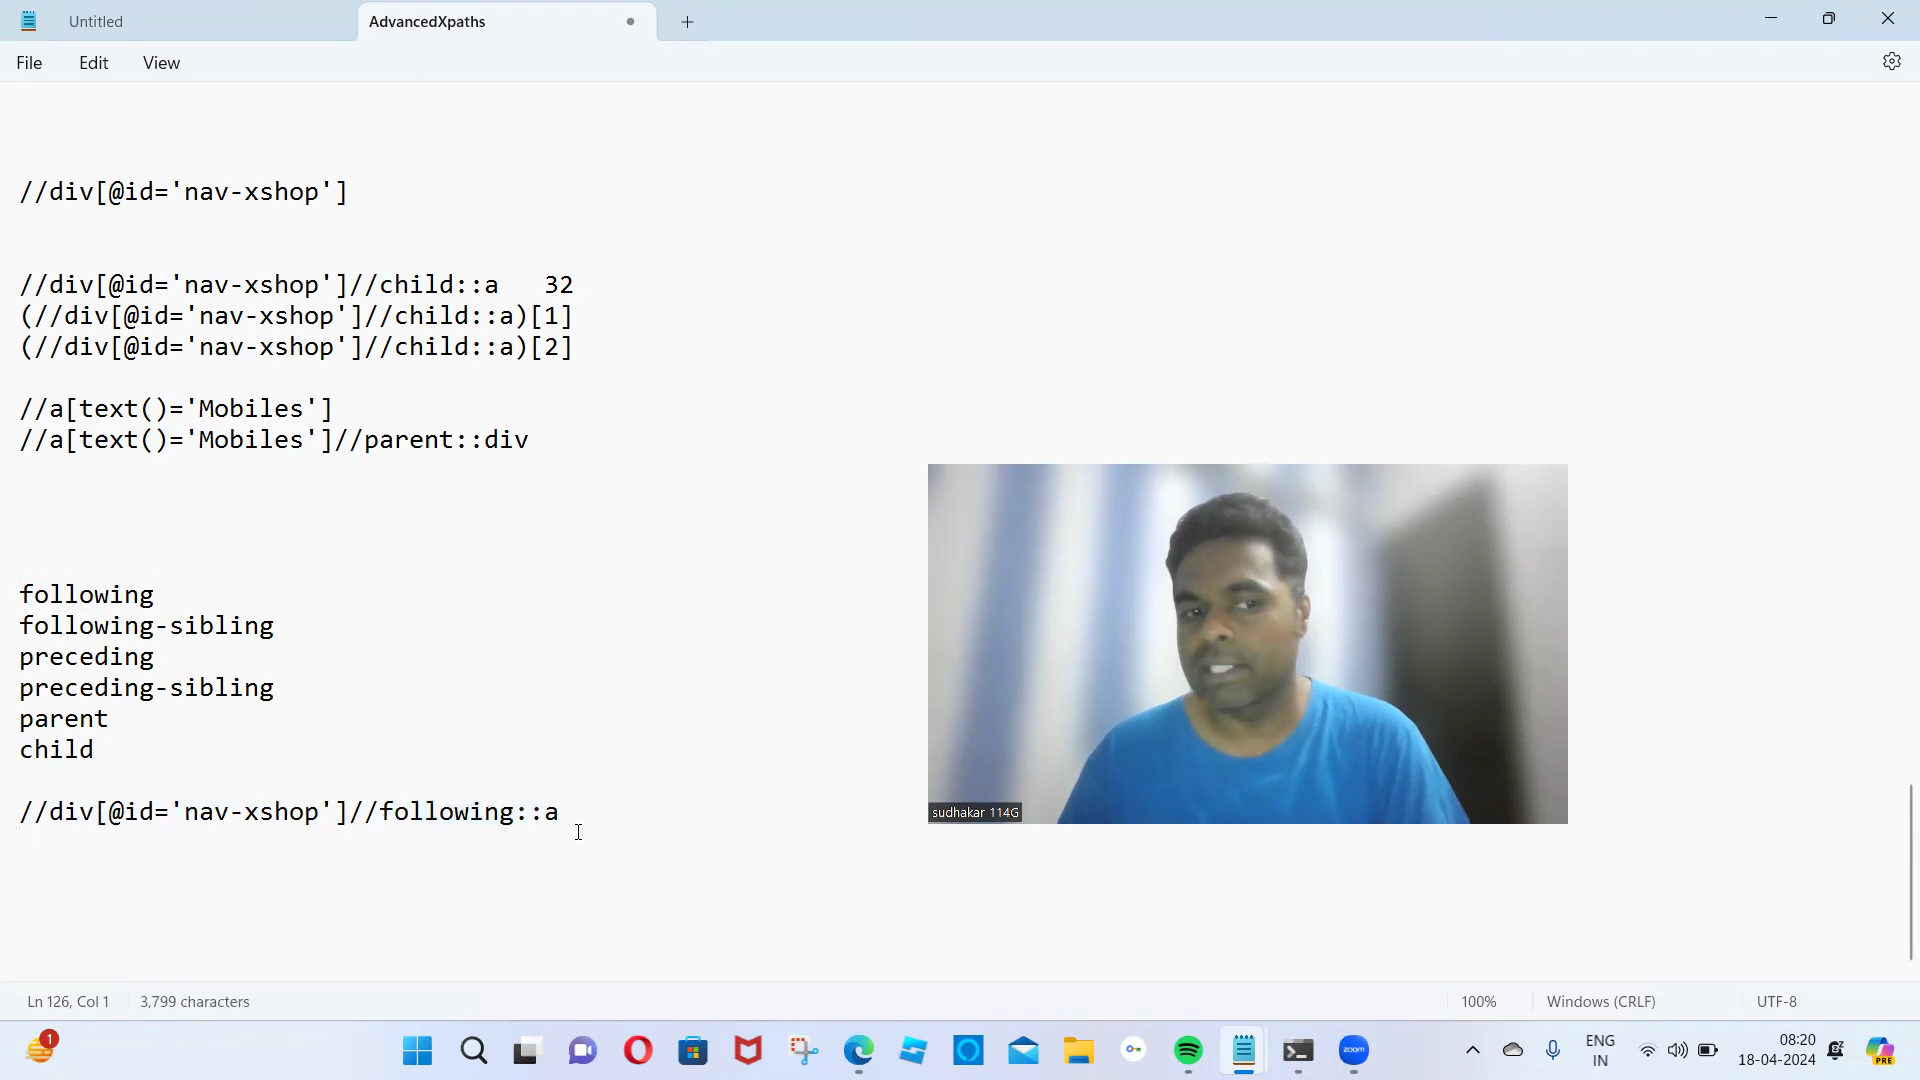 Untitled
AdvancedXpaths
File Edit View
//div[@id='nav-xshop']
//div[@id='nav-xshop']//child::a 32
(//div[@id='nav-xshop']//child::a)[1]
(//div[@id='nav-xshop']//child::a)[2]
//a[text()='Mobiles']
//a[text()='Mobiles']//parent::div
following
following-sibling
preceding
preceding-sibling
parent
child
//div[@id='nav-xshop']//following::a
sudhakar 114G
Ln 126, Col 1 3,799 characters 100% Windows (CRLF) UTF-8
1
zoom
ENG
IN
08:20
18-04-2024
PRE